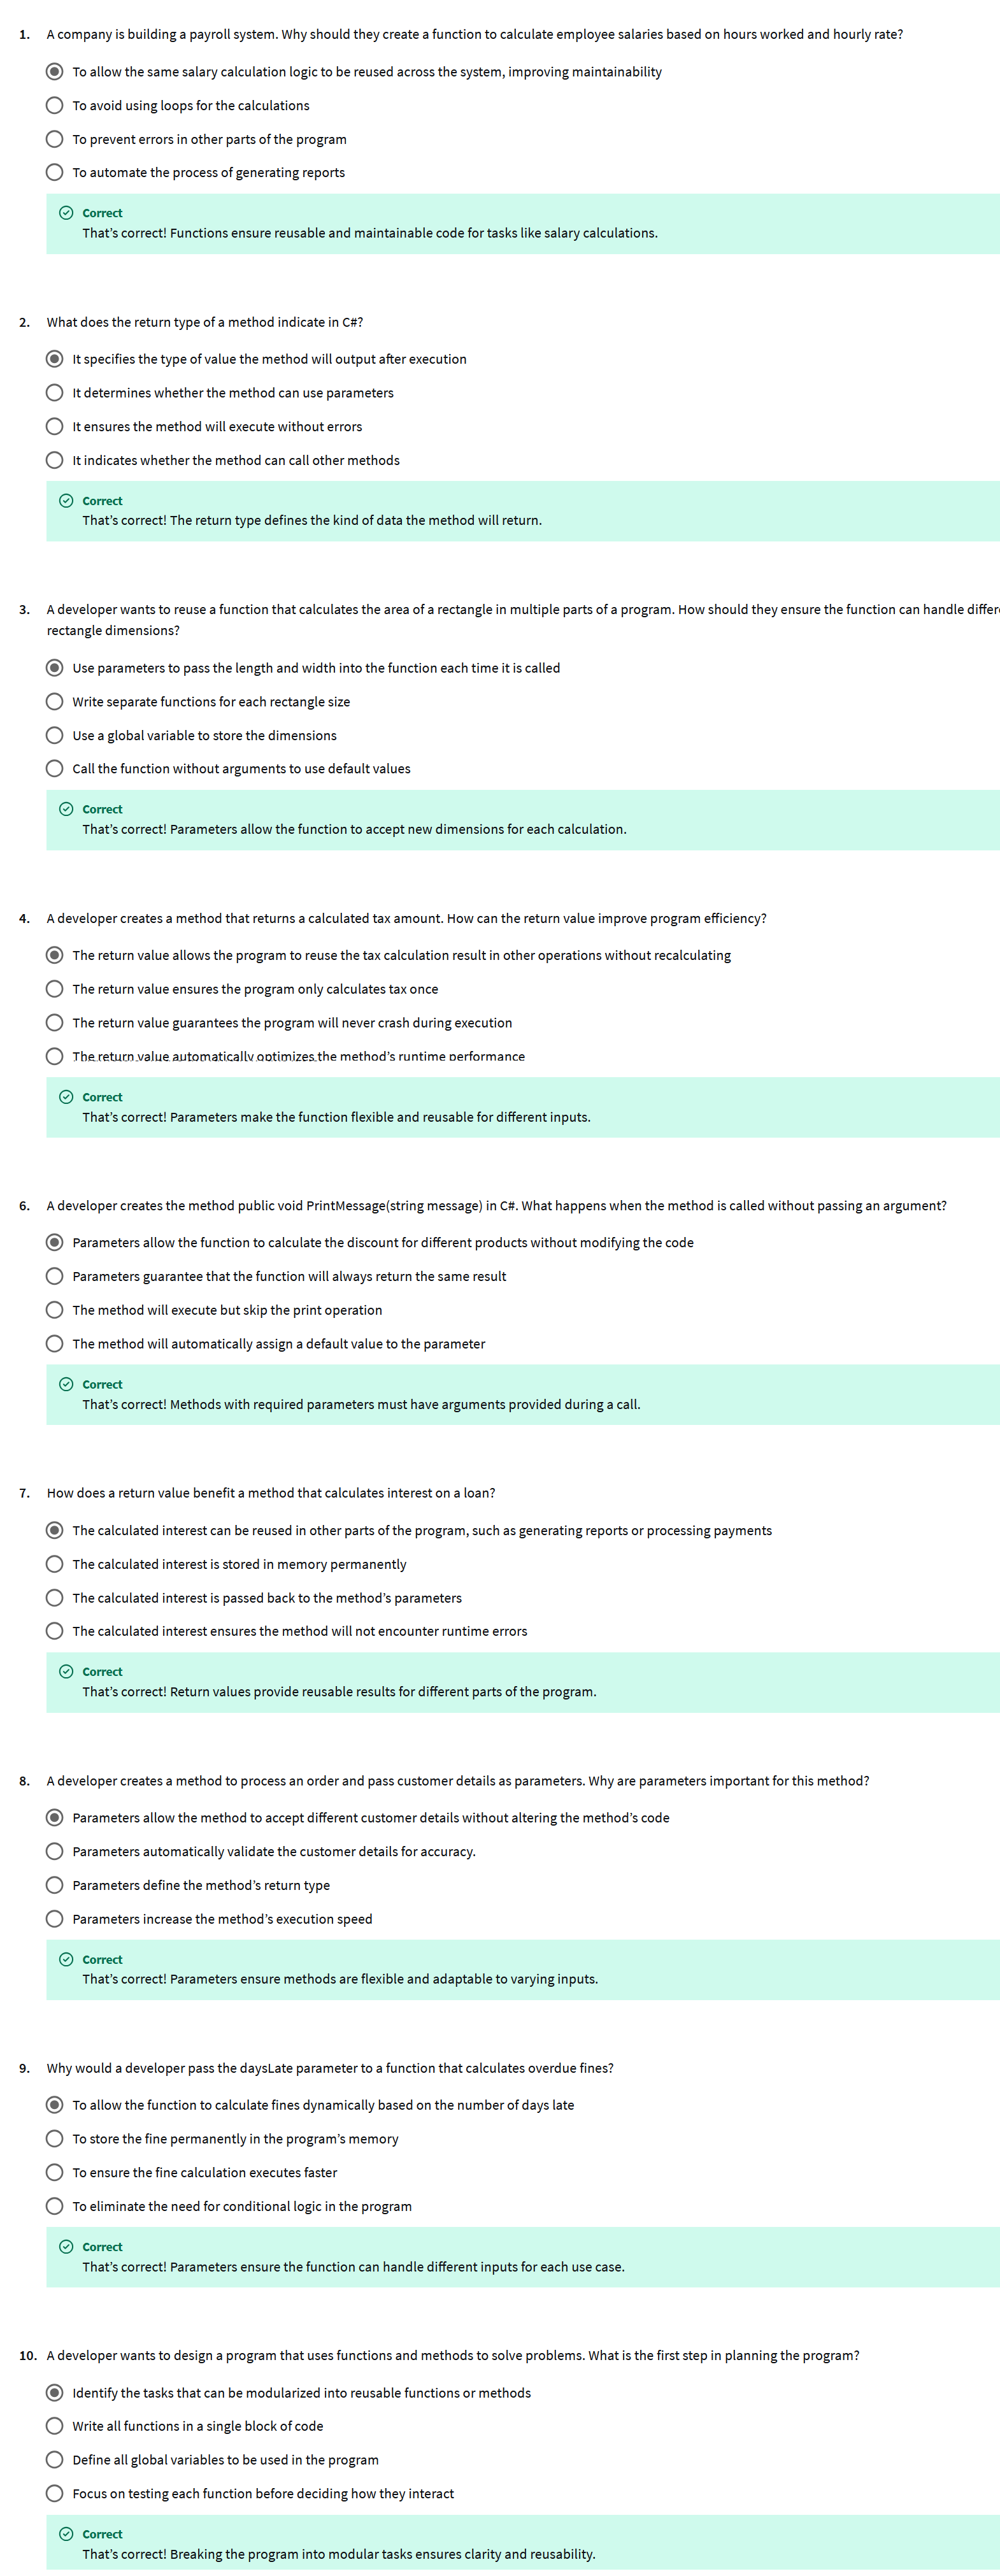 1. A company is building a payroll system. Why should they create a function to calculate employee salaries based on hours worked and hourly rate?
To allow the same salary calculation logic to be reused across the system, improving maintainability
To avoid using loops for the calculations
To prevent errors in other parts of the program
To automate the process of generating reports
Correct
That's correct! Functions ensure reusable and maintainable code for tasks like salary calculations.
2. What does the return type of a method indicate in C#?
It specifies the type of value the method will output after execution
It determines whether the method can use parameters
It ensures the method will execute without errors
It indicates whether the method can call other methods
Correct
That's correct! The return type defines the kind of data the method will return.
3. A developer wants to reuse a function that calculates the area of a rectangle in multiple parts of a program. How should they ensure the function can handle differ
rectangle dimensions?
Use parameters to pass the length and width into the function each time it is called
Write separate functions for each rectangle size
Use a global variable to store the dimensions
Call the function without arguments to use default values
Correct
That's correct! Parameters allow the function to accept new dimensions for each calculation.
4. A developer creates a method that returns a calculated tax amount. How can the return value improve program efficiency?
The return value allows the program to reuse the tax calculation result in other operations without recalculating
The return value ensures the program only calculates tax once
The return value guarantees the program will never crash during execution
The return value automatically optimizes the method's runtime performance
Correct
That's correct! Parameters make the function flexible and reusable for different inputs.
6. A developer creates the method public void PrintMessage(string message) in C#. What happens when the method is called without passing an argument?
Parameters allow the function to calculate the discount for different products without modifying the code
Parameters guarantee that the function will always return the same result
The method will execute but skip the print operation
The method will automatically assign a default value to the parameter
Correct
That's correct! Methods with required parameters must have arguments provided during a call.
7. How does a return value benefit a method that calculates interest on a loan?
The calculated interest can be reused in other parts of the program, such as generating reports or processing payments
The calculated interest is stored in memory permanently
The calculated interest is passed back to the method's parameters
The calculated interest ensures the method will not encounter runtime errors
Correct
That's correct! Return values provide reusable results for different parts of the program.
8. A developer creates a method to process an order and pass customer details as parameters. Why are parameters important for this method?
Parameters allow the method to accept different customer details without altering the method's code
Parameters automatically validate the customer details for accuracy.
Parameters define the method's return type
Parameters increase the method's execution speed
Correct
That's correct! Parameters ensure methods are flexible and adaptable to varying inputs.
9. Why would a developer pass the daysLate parameter to a function that calculates overdue fines?
To allow the function to calculate fines dynamically based on the number of days late
To store the fine permanently in the program's memory
To ensure the fine calculation executes faster
To eliminate the need for conditional logic in the program
Correct
That's correct! Parameters ensure the function can handle different inputs for each use case.
10. A developer wants to design a program that uses functions and methods to solve problems. What is the first step in planning the program?
Identify the tasks that can be modularized into reusable functions or methods
Write all functions in a single block of code
Define all global variables to be used in the program
Focus on testing each function before deciding how they interact
Correct
That's correct! Breaking the program into modular tasks ensures clarity and reusability.